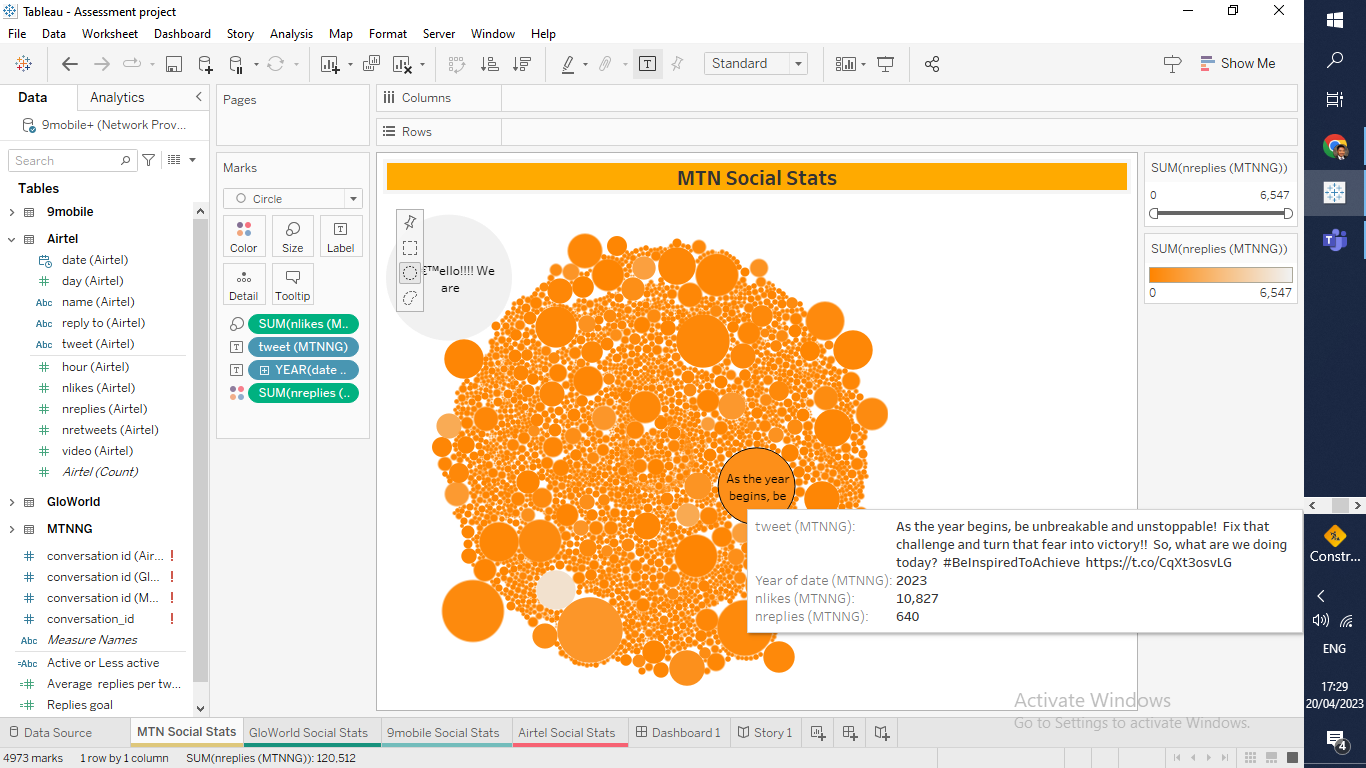 Tableau - Assessment project
File Data Worksheet Dashboard Story Analysis Map Format Server Window Help
Standard
Show Me
Data Analytics
9mobile+ (Network Prov...
Search
Tables
9mobile
Airtel
date (Airtel)
day (Airtel)
Abc name (Airtel)
Abc reply to (Airtel)
Abc tweet (Airtel)
hour (Airtel)
nlikes (Airtel)
nreplies (Airtel)
nretweets (Airtel)
video (Airtel)
Airtel (Count)
GloWorld
MTNNG
conversation id (Air... !
conversation id (Gl... !
conversation id (M... !
conversation_id !
Abc Measure Names
=Abc Active or Less active
=# Average replies per tw...
=# Replies goal
Pages
Marks
Circle
Color Size Label
Detail Tooltip
SUM(nlikes (M..
tweet (MTNNG)
YEAR(date ..
SUM(nreplies (..
Columns
Rows
MTN Social Stats
€™ello!!!! We
are
As the year
begins, be
tweet (MTNNG): As the year begins, be unbreakable and unstoppable! Fix that
challenge and turn that fear into victory!! So, what are we doing
today? #BeInspiredToAchieve https://t.co/CqXt3osvLG
Year of date (MTNNG): 2023
nlikes (MTNNG): 10,827
nreplies (MTNNG): 640
SUM(nreplies (MTNNG))
0 6,547
SUM(nreplies (MTNNG))
0 6,547
Activate Windows
Go to Settings to activate Windows.
Data Source MTN Social Stats GloWorld Social Stats 9mobile Social Stats Airtel Social Stats Dashboard 1 Story 1
4973 marks 1 row by 1 column SUM(nreplies (MTNNG)): 120,512
Constr...
ENG
17:29
20/04/2023
4